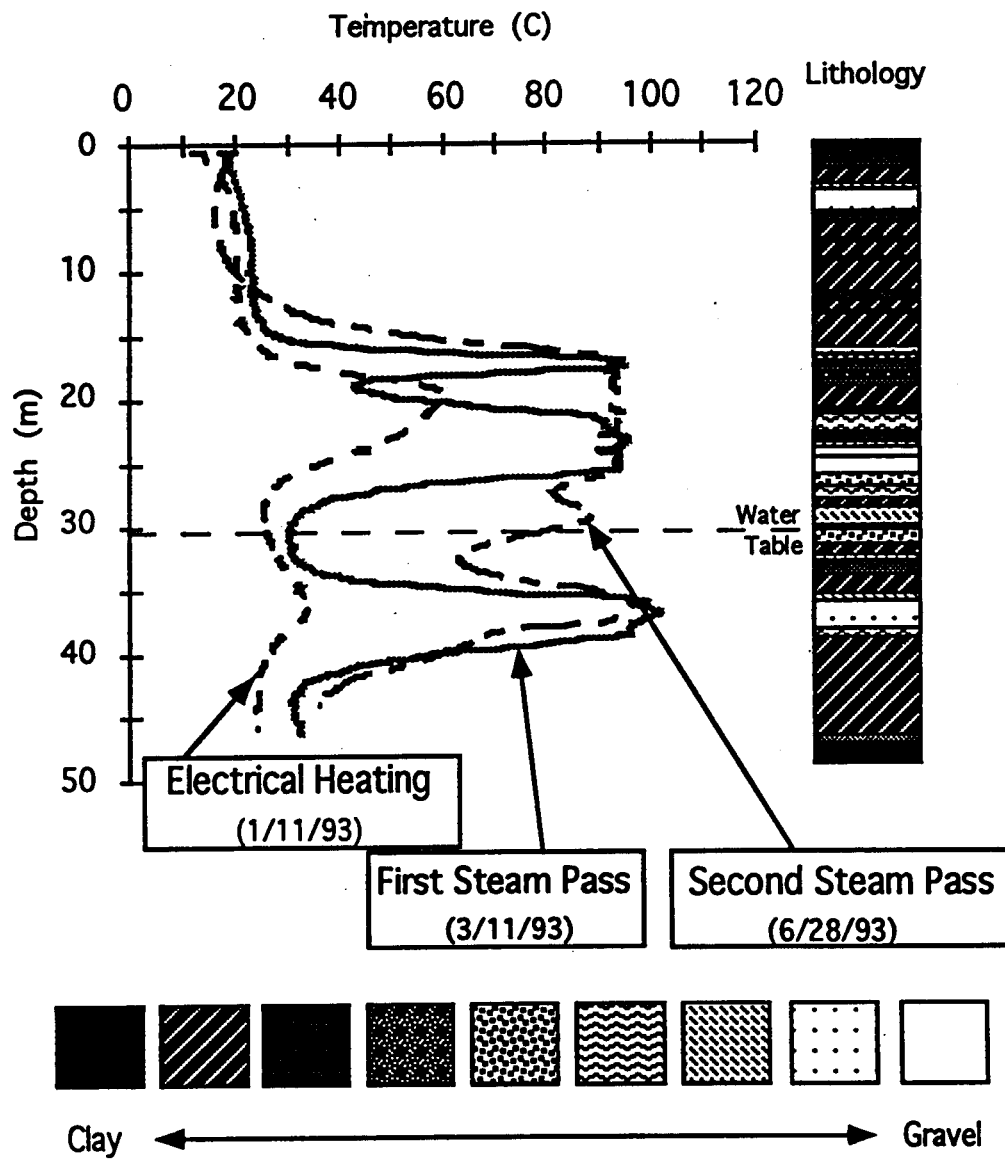 Temperature (C)
Lithology
0 20 40 60 80 100 120
0
10
20
30
40
50
Depth (m)
Water
Table
Electrical Heating
(1/11/93)
First Steam Pass
(3/11/93)
Second Steam Pass
(6/28/93)
Clay
Gravel